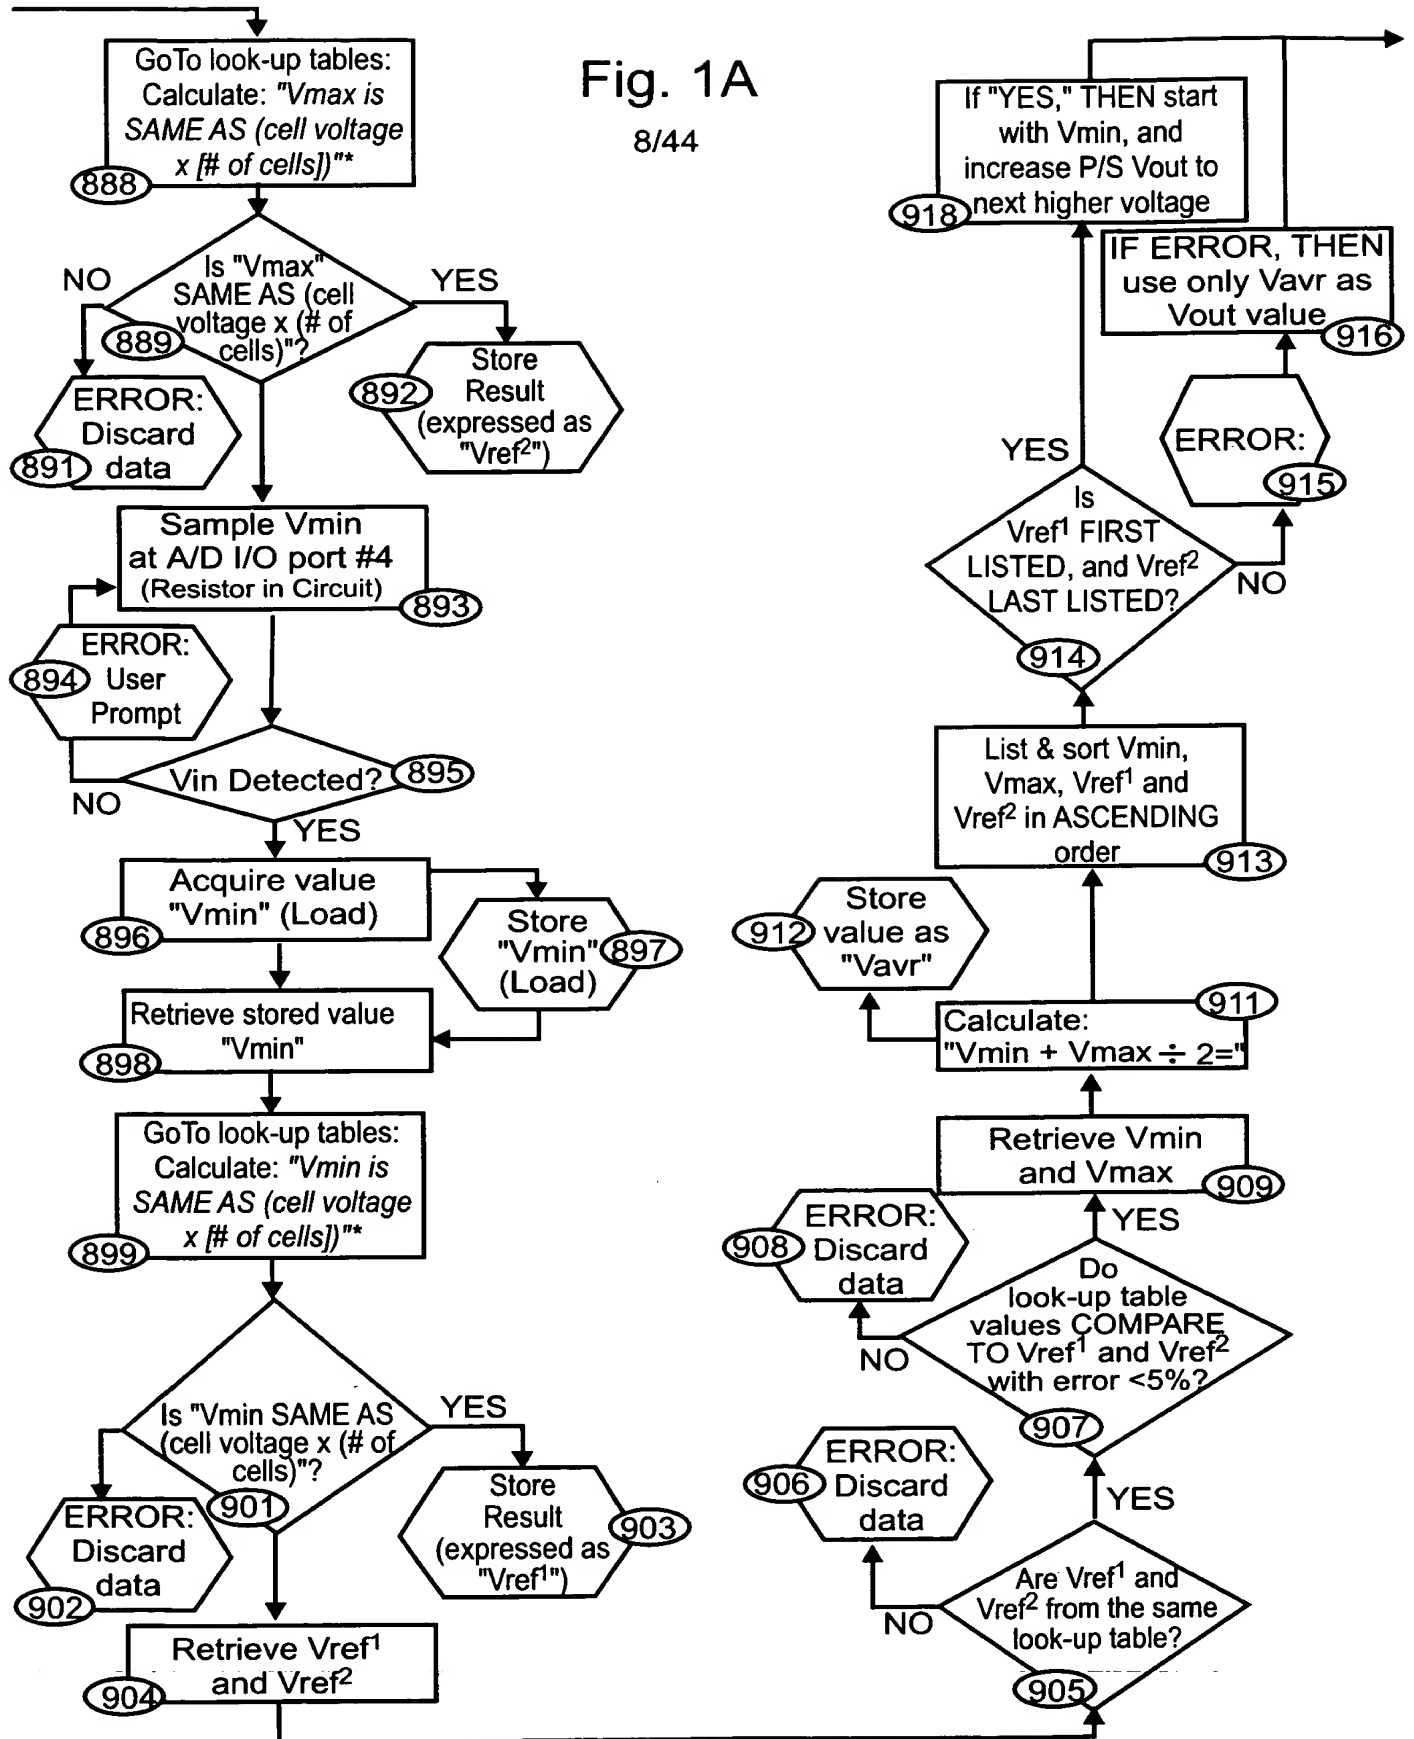 Fig. 1A
8/44
GoTo look-up tables:
Calculate: "Vmax is
SAME AS (cell voltage
x [# of cells])"*
888
Is "Vmax"
SAME AS (cell
voltage x (# of
cells)"?
889
NO
YES
ERROR:
Discard
data
891
Store
Result
(expressed as
"Vref²")
892
Sample Vmin
at A/D I/O port #4
(Resistor in Circuit)
893
ERROR:
User
Prompt
894
Vin Detected?
895
NO
YES
Acquire value
"Vmin" (Load)
896
Store
"Vmin"
(Load)
897
Retrieve stored value
"Vmin"
898
GoTo look-up tables:
Calculate: "Vmin is
SAME AS (cell voltage
x [# of cells])"*
899
Is "Vmin SAME AS
(cell voltage x (# of
cells)"?
901
YES
ERROR:
Discard
data
902
Store
Result
(expressed as
"Vref¹")
903
Retrieve Vref¹
and Vref²
904
Are Vref¹ and
Vref² from the same
look-up table?
905
NO
YES
ERROR:
Discard
data
906
Do
look-up table
values COMPARE
TO Vref¹ and Vref²
with error <5%?
907
NO
YES
ERROR:
Discard
data
908
Retrieve Vmin
and Vmax
909
Calculate:
"Vmin + Vmax ÷ 2="
911
Store
value as
"Vavr"
912
List & sort Vmin,
Vmax, Vref¹ and
Vref² in ASCENDING
order
913
Is
Vref¹ FIRST
LISTED, and Vref²
LAST LISTED?
914
YES
NO
ERROR:
915
IF ERROR, THEN
use only Vavr as
Vout value
916
If "YES," THEN start
with Vmin, and
increase P/S Vout to
next higher voltage
918